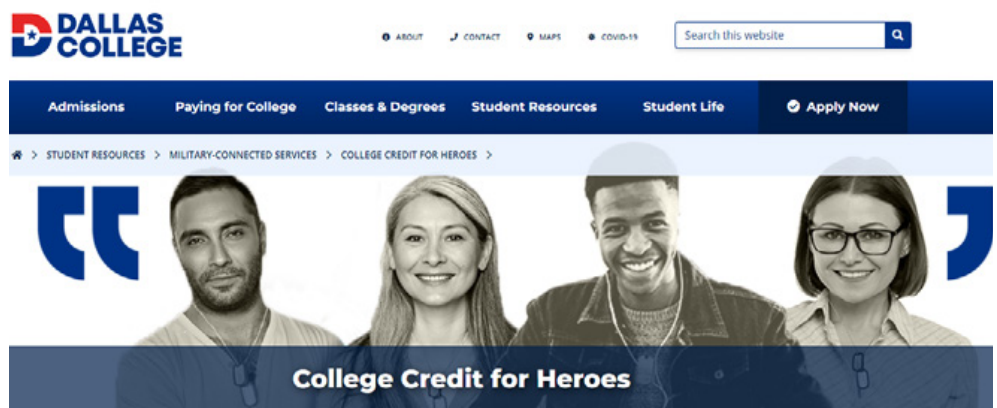 DALLAS
COLLEGE
ABOUT CONTACT MAPS COVID-19 Search this website
Admissions Paying for College Classes & Degrees Student Resources Student Life Apply Now
> STUDENT RESOURCES > MILITARY-CONNECTED SERVICES > COLLEGE CREDIT FOR HEROES >
College Credit for Heroes